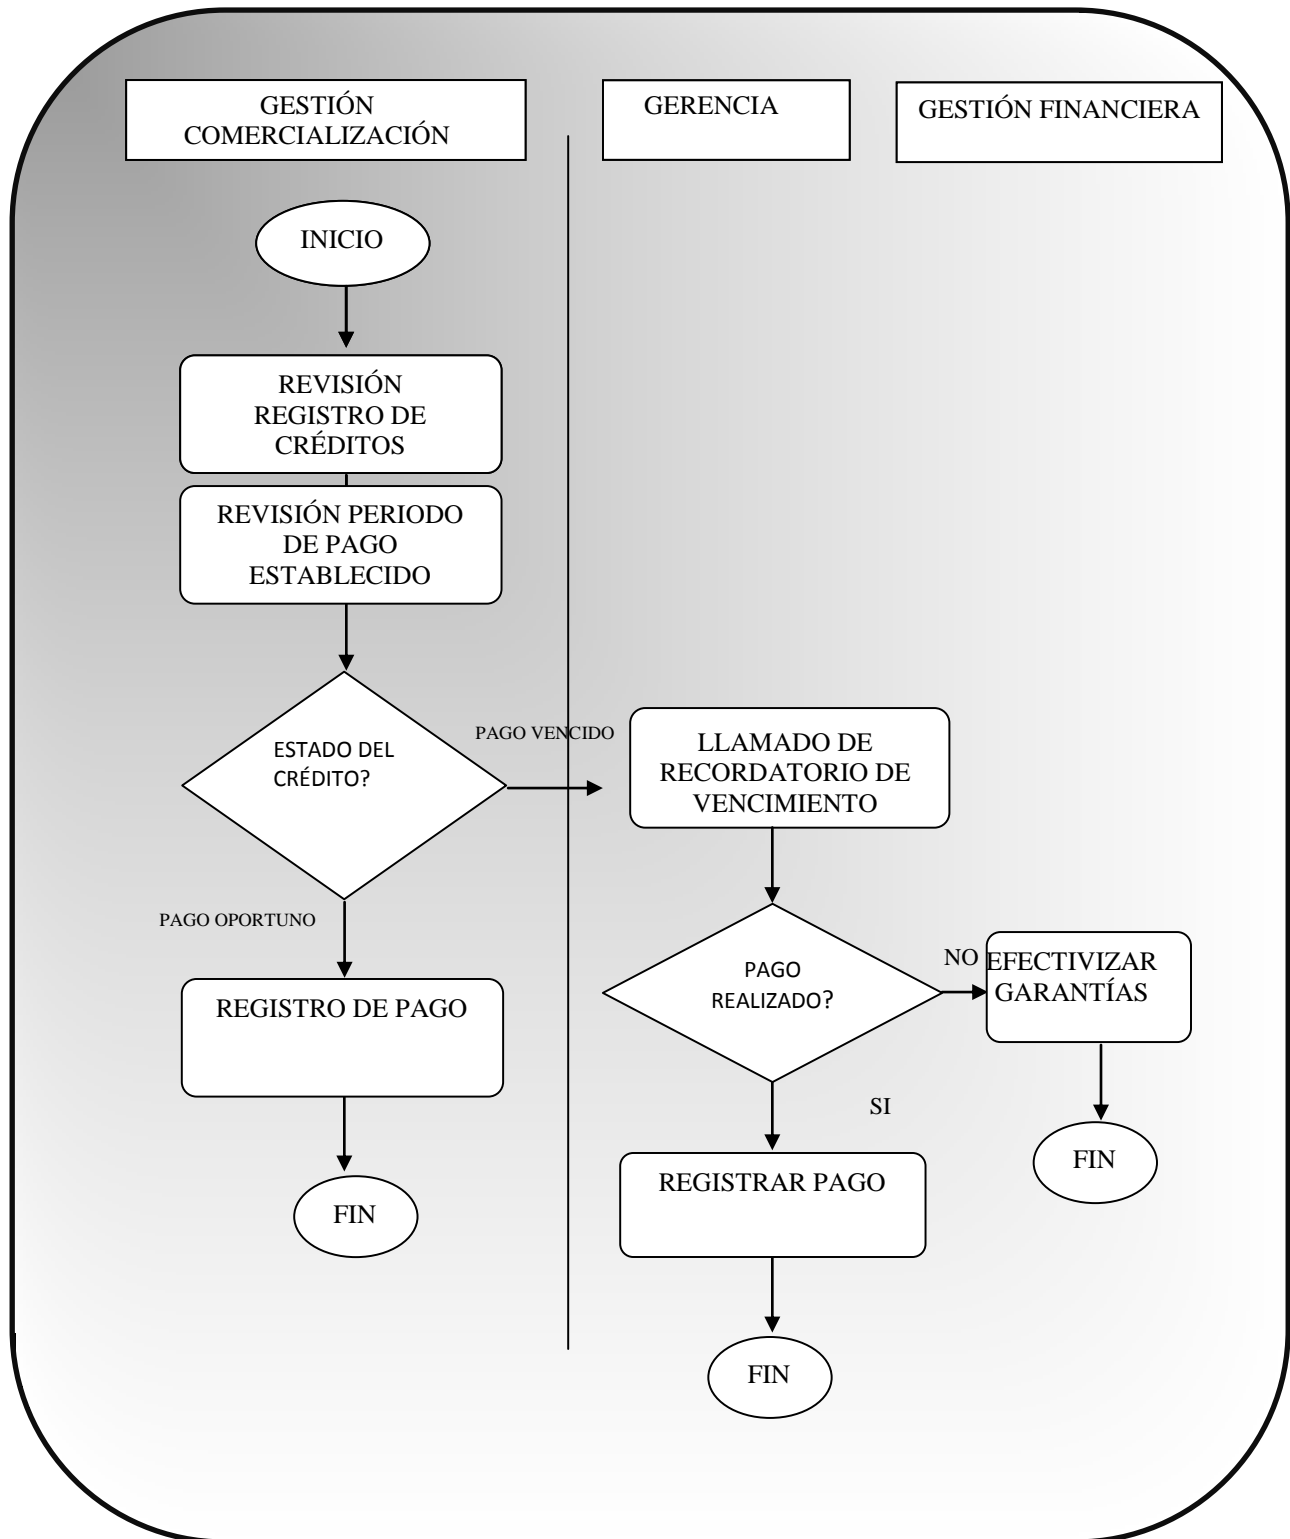 GESTIÓN
COMERCIALIZACIÓN
GERENCIA
GESTIÓN FINANCIERA
INICIO
REVISIÓN
REGISTRO DE
CRÉDITOS
REVISIÓN PERIODO
DE PAGO
ESTABLECIDO
ESTADO DEL
CRÉDITO?
PAGO VENCIDO
LLAMADO DE
RECORDATORIO DE
VENCIMIENTO
PAGO OPORTUNO
REGISTRO DE PAGO
FIN
PAGO
REALIZADO?
NO
EFECTIVIZAR
GARANTÍAS
SI
FIN
REGISTRAR PAGO
FIN